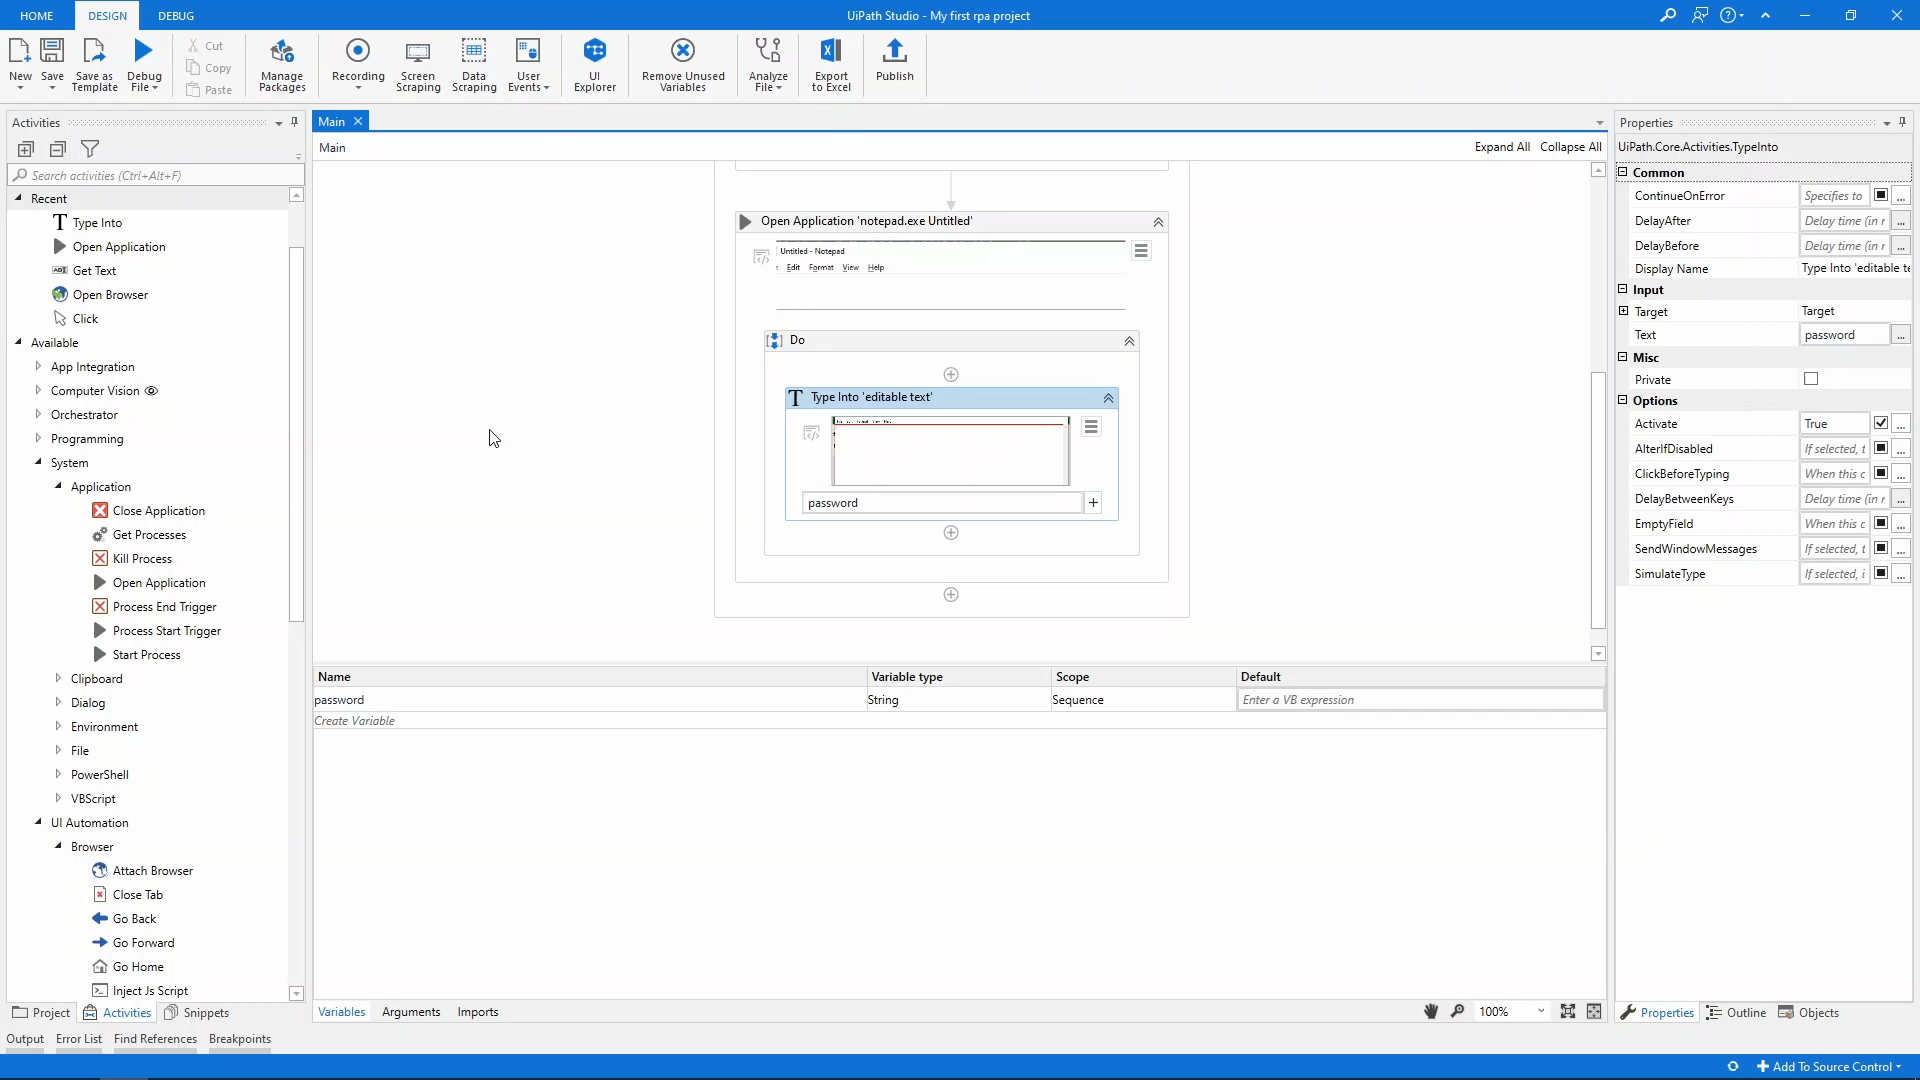 HOME DESIGN DEBUG UiPath Studio - My first rpa project
New Save Save as Template Debug File Cut Copy Paste Manage Packages Recording Screen Scraping Data Scraping User Events UI Explorer Remove Unused Variables Analyze File Export to Excel Publish
Activities
Search activities (Ctrl+Alt+F)
Recent
Type Into
Open Application
Get Text
Open Browser
Click
Available
App Integration
Computer Vision
Orchestrator
Programming
System
Application
Close Application
Get Processes
Kill Process
Open Application
Process End Trigger
Process Start Trigger
Start Process
Clipboard
Dialog
Environment
File
PowerShell
VBScript
UI Automation
Browser
Attach Browser
Close Tab
Go Back
Go Forward
Go Home
Inject Js Script
Project Activities Snippets
Main
Main Expand All Collapse All
Open Application 'notepad.exe Untitled'
Untitled - Notepad
Edit Format View Help
Do
Type Into 'editable text'
password
Name Variable type Scope Default
password String Sequence Enter a VB expression
Create Variable
Variables Arguments Imports 100%
Properties
UiPath.Core.Activities.TypeInto
Common
ContinueOnError Specifies to ...
DelayAfter Delay time (in r ...
DelayBefore Delay time (in r ...
Display Name Type Into 'editable te
Input
Target Target
Text password ...
Misc
Private
Options
Activate True ...
AlterIfDisabled If selected, t ...
ClickBeforeTyping When this c ...
DelayBetweenKeys Delay time (in r ...
EmptyField When this c ...
SendWindowMessages If selected, t ...
SimulateType If selected, i ...
Properties Outline Objects
Output Error List Find References Breakpoints
Add To Source Control